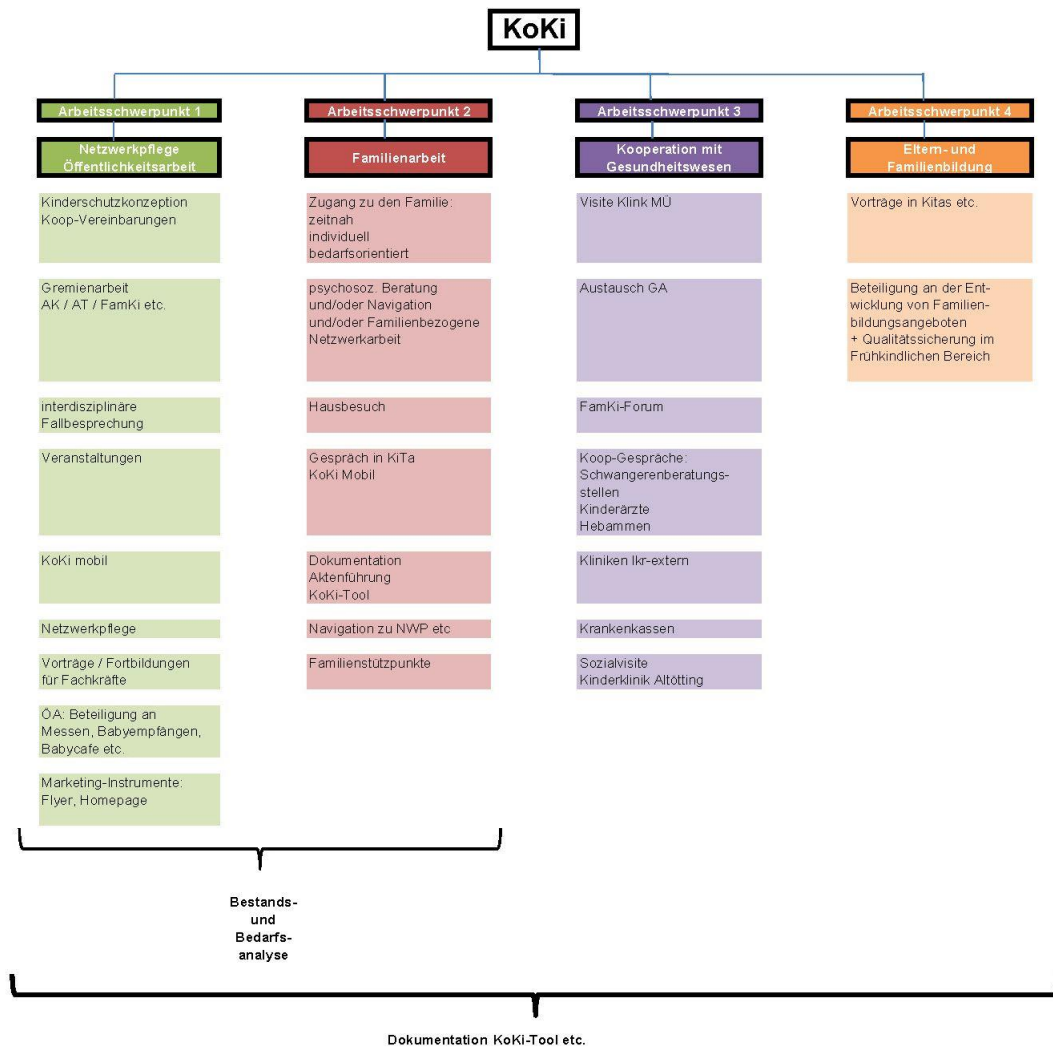 KoKi
Arbeitsschwerpunkt 1
Netzwerkpflege
Öffentlichkeitsarbeit
Kinderschutzkonzeption
Koop-Vereinbarungen
Gremienarbeit
AK / AT / FamKi etc.
interdisziplinäre
Fallbesprechung
Veranstaltungen
KoKi mobil
Netzwerkpflege
Vorträge / Fortbildungen
für Fachkräfte
ÖA: Beteiligung an
Messen, Babyempfängen,
Babycafe etc.
Marketing-Instrumente:
Flyer, Homepage
Arbeitsschwerpunkt 2
Familienarbeit
Zugang zu den Familie:
zeitnah
individuell
bedarfsorientiert
psychosoz. Beratung
und/oder Navigation
und/oder Familienbezogene
Netzwerkarbeit
Hausbesuch
Gespräch in KiTa
KoKi Mobil
Dokumentation
Aktenführung
KoKi-Tool
Navigation zu NWP etc
Familienstützpunkte
Arbeitsschwerpunkt 3
Kooperation mit
Gesundheitswesen
Visite Klink MÜ
Austausch GA
FamKi-Forum
Koop-Gespräche:
Schwangerenberatungs-
stellen
Kinderärzte
Hebammen
Kliniken lkr-extern
Krankenkassen
Sozialvisite
Kinderklinik Altötting
Arbeitsschwerpunkt 4
Eltern- und
Familienbildung
Vorträge in Kitas etc.
Beteiligung an der Ent-
wicklung von Familien-
bildungsangeboten
+ Qualitätssicherung im
Frühkindlichen Bereich
Bestands-
und
Bedarfs-
analyse
Dokumentation KoKi-Tool etc.